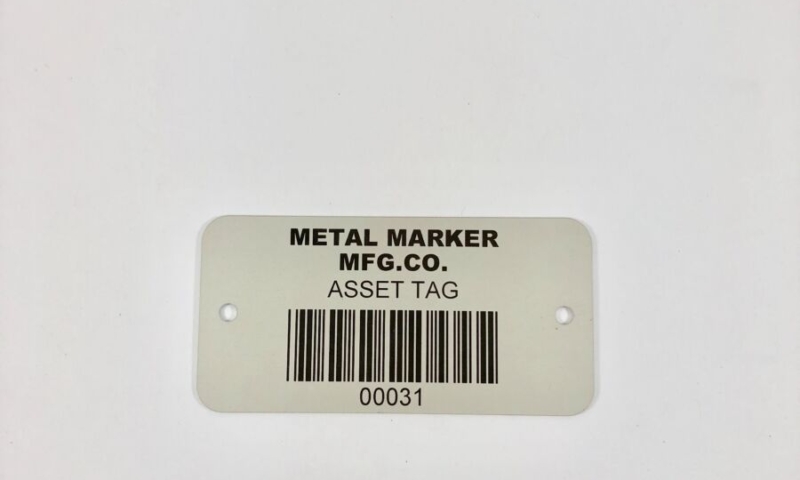 METAL MARKER
MFG.CO.
ASSET TAG
00031